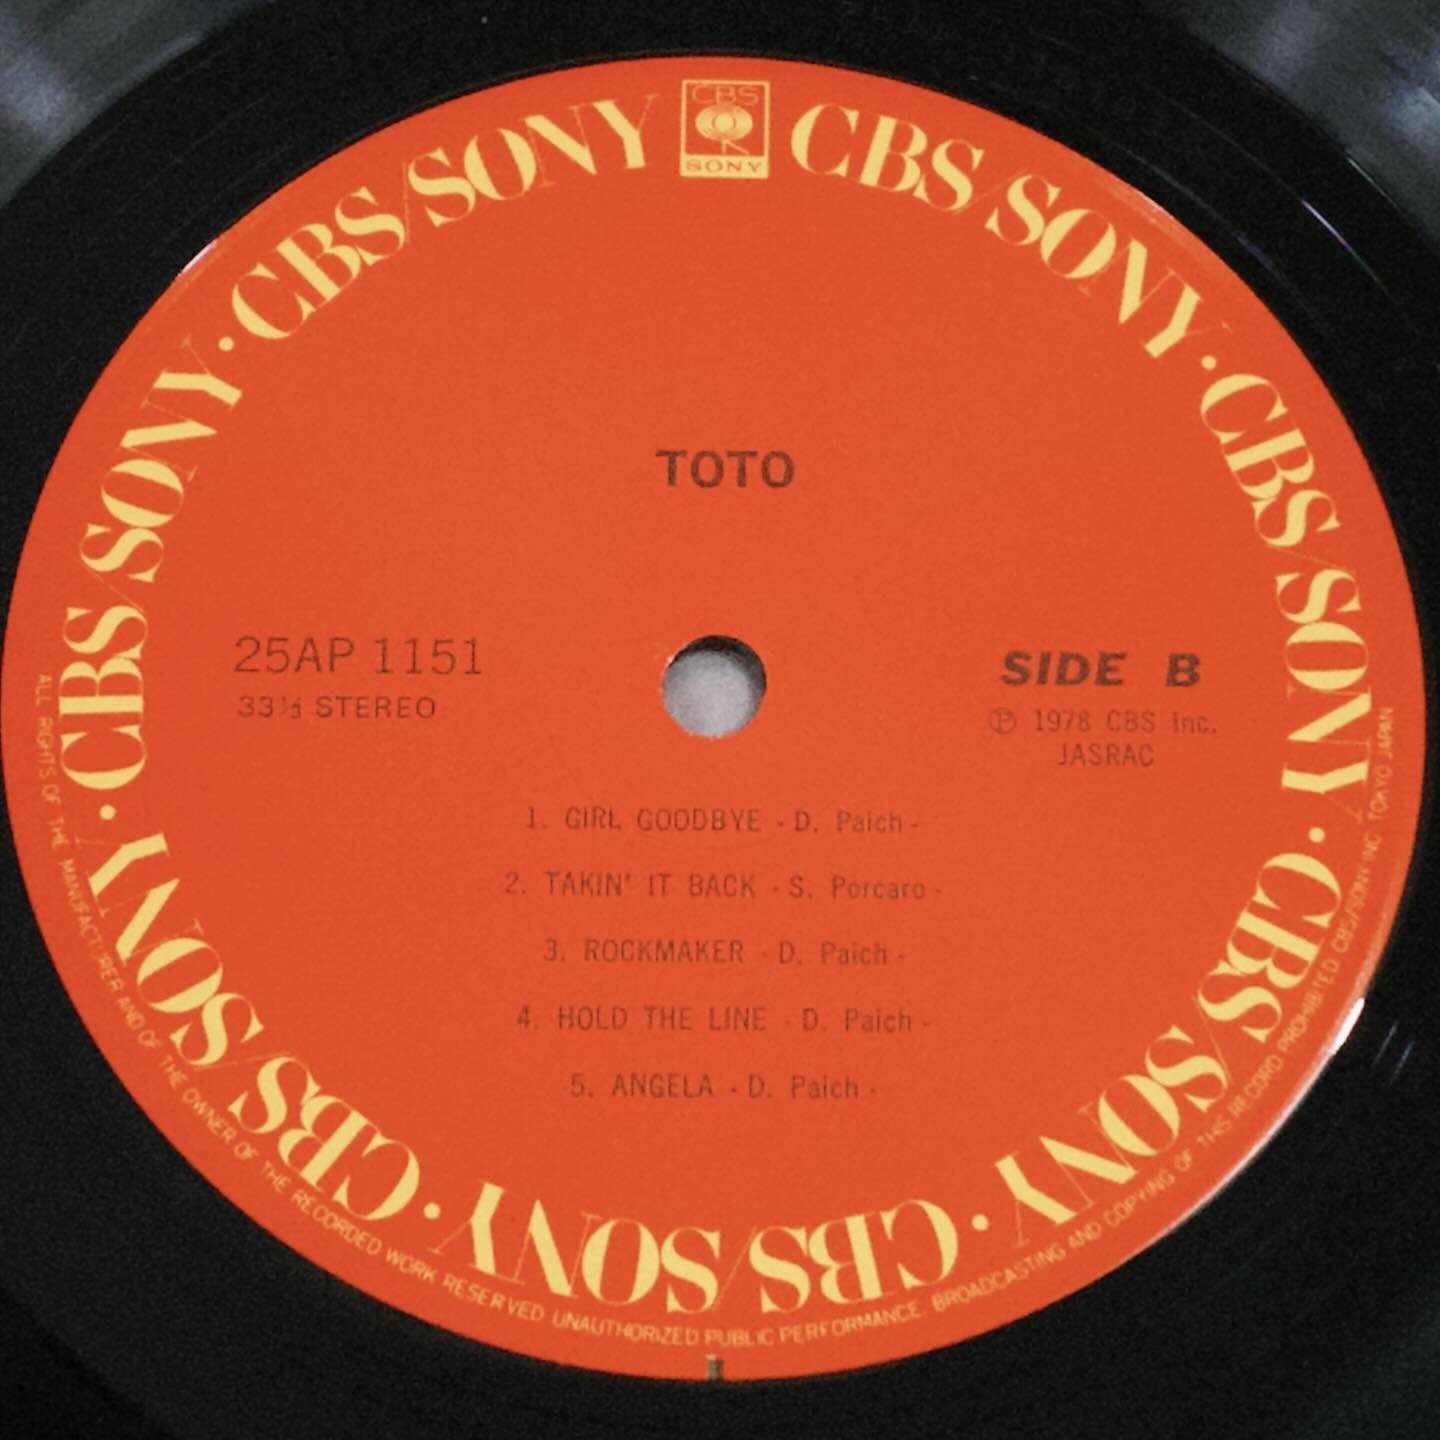 CBS
SONY
CBS/SONY · CBS/SONY · CBS/SONY · CBS/SONY · CBS/SONY · CBS/SONY · CBS/SONY · CBS/SONY
TOTO
25AP 1151
33⅓ STEREO
SIDE B
Ⓟ 1978 CBS Inc.
JASRAC
1. GIRL GOODBYE - D. Paich -
2. TAKIN' IT BACK - S. Porcaro -
3. ROCKMAKER - D. Paich -
4. HOLD THE LINE - D. Paich -
5. ANGELA - D. Paich -
ALL RIGHTS OF THE MANUFACTURER AND OF THE OWNER OF THE RECORDED WORK RESERVED UNAUTHORIZED PUBLIC PERFORMANCE. BROADCASTING AND COPYING OF THIS RECORD PROHIBITED CBS/SONY INC TOKYO JAPAN